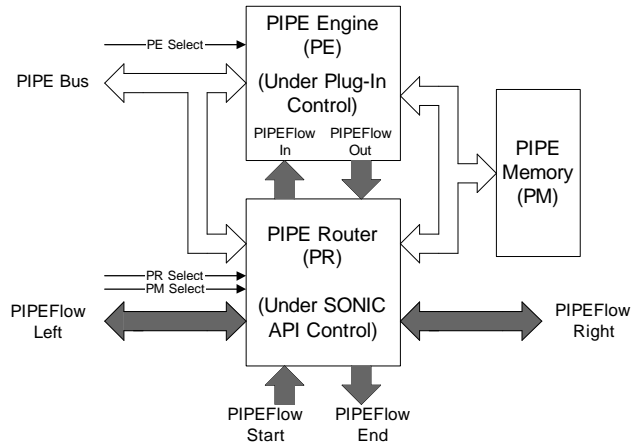 PIPE Engine
(PE)
PE Select
PIPE Bus
(Under Plug-In
Control)
PIPEFlow
In
PIPEFlow
Out
PIPE
Memory
(PM)
PIPE Router
(PR)
PR Select
PM Select
(Under SONIC
API Control)
PIPEFlow
Left
PIPEFlow
Right
PIPEFlow
Start
PIPEFlow
End